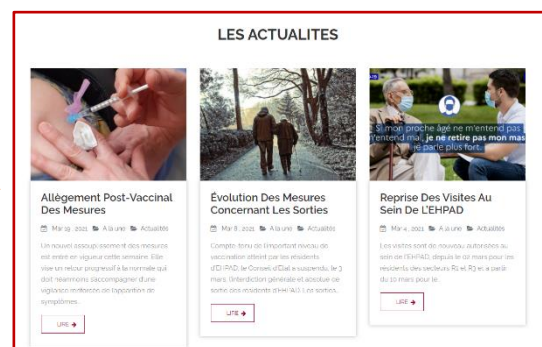 LES ACTUALITES
Si mon proche âgé ne m'entend pas
m'entend mal, je ne retire pas mon mas
je parle plus fort.
Allègement Post-Vaccinal
Des Mesures
Mar 19, 2021 A la une Actualités
Un nouvel assouplissement des mesures
est entré en vigueur cette semaine. Elle
vise un retour progressif à la normale qui
doit néanmoins s'accompagner d'une
vigilance renforcée de l'apparition de
symptômes...
LIRE →
Évolution Des Mesures
Concernant Les Sorties
Mar 8, 2021 A la une Actualités
Compte-tenu de l'important niveau de
vaccination atteint par les résidents
d'EHPAD, le Conseil d'Etat a suspendu, le 3
mars, l'interdiction générale et absolue de
sortie des résidents d'EHPAD. Les sorties...
LIRE →
Reprise Des Visites Au
Sein De L'EHPAD
Mar 4, 2021 A la une Actualités
Les visites sont de nouveau autorisées au
sein de l'EHPAD, depuis le 02 mars pour les
résidents des secteurs R2 et R3 et à partir
du 10 mars pour le...
LIRE →